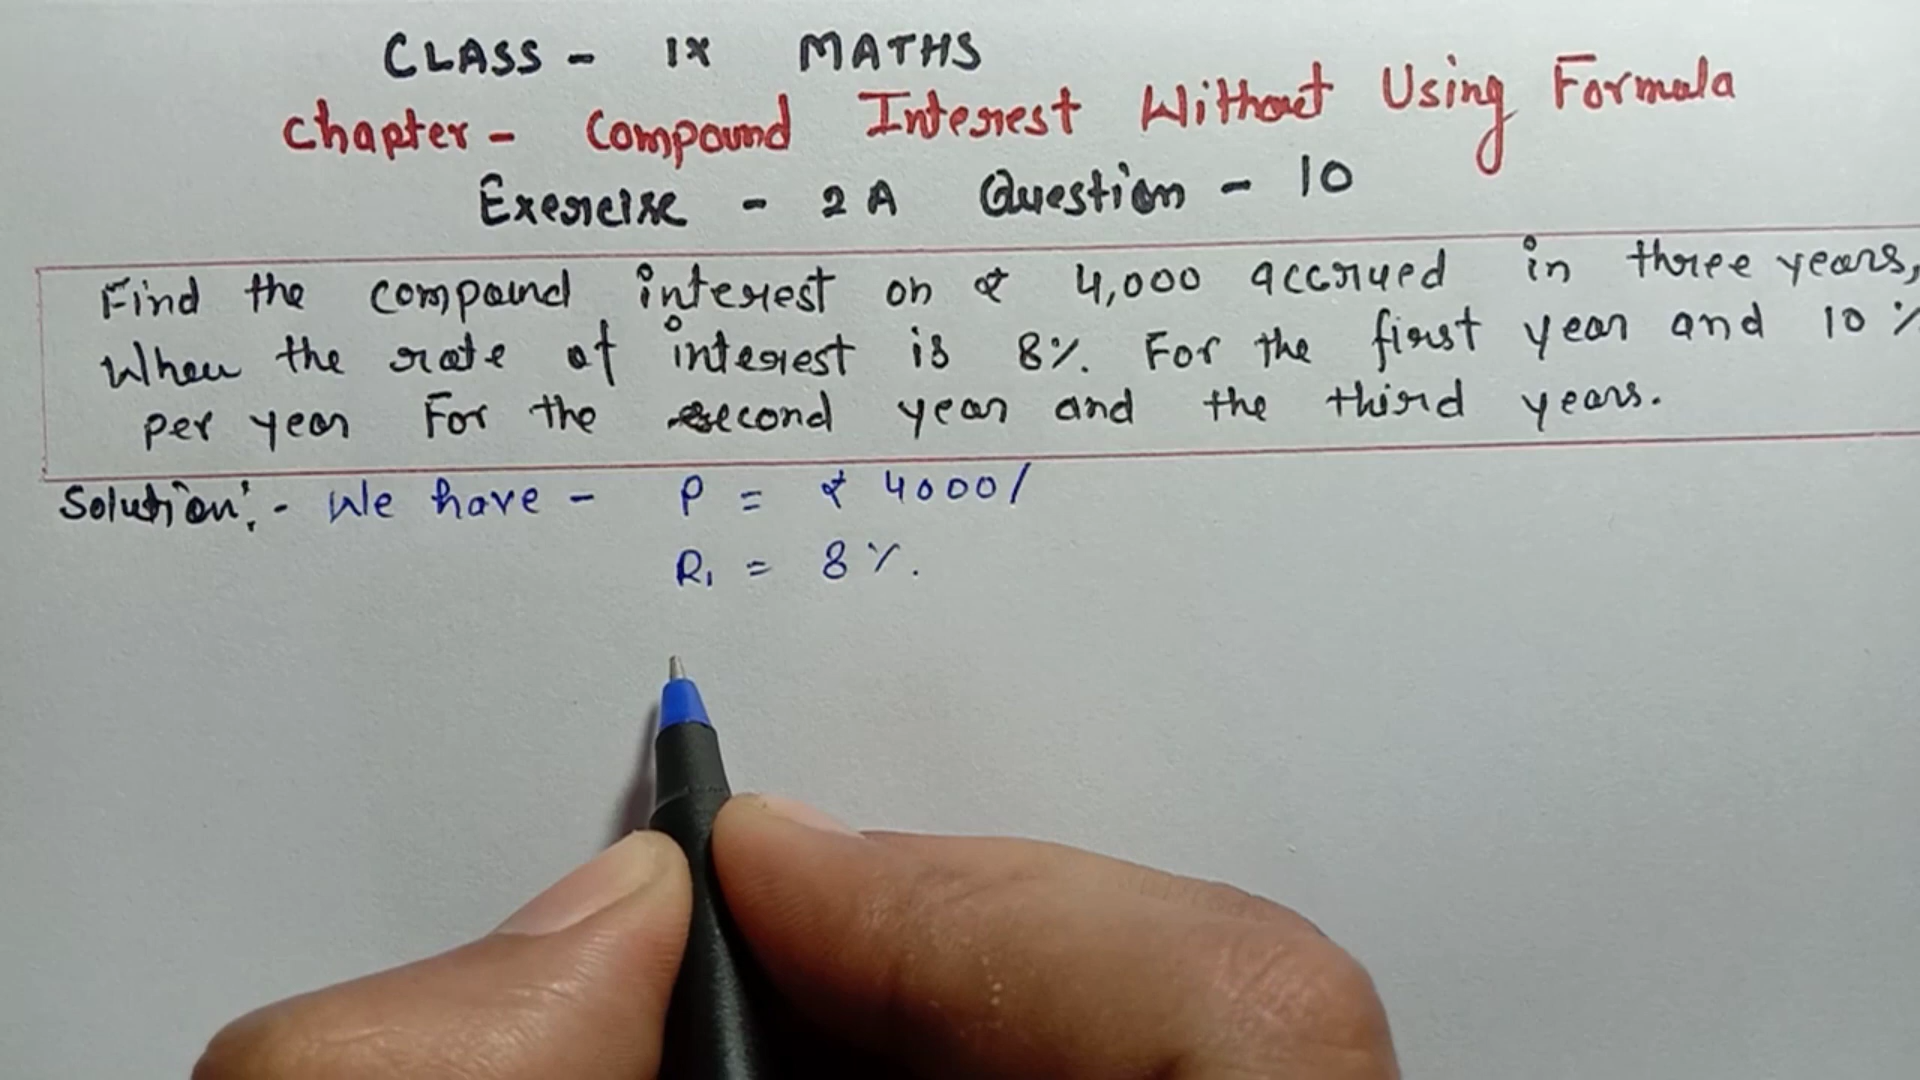 CLASS - IX MATHS
Chapter - Compound Interest Without Using Formula
Exercise - 2A Question - 10
Find the compound interest on ₹ 4,000 accrued in three years,
When the rate of interest is 8%. For the first year and 10 %
per year For the second year and the third years.
Solution:- We have - P = ₹ 4000/
R₁ = 8 %.